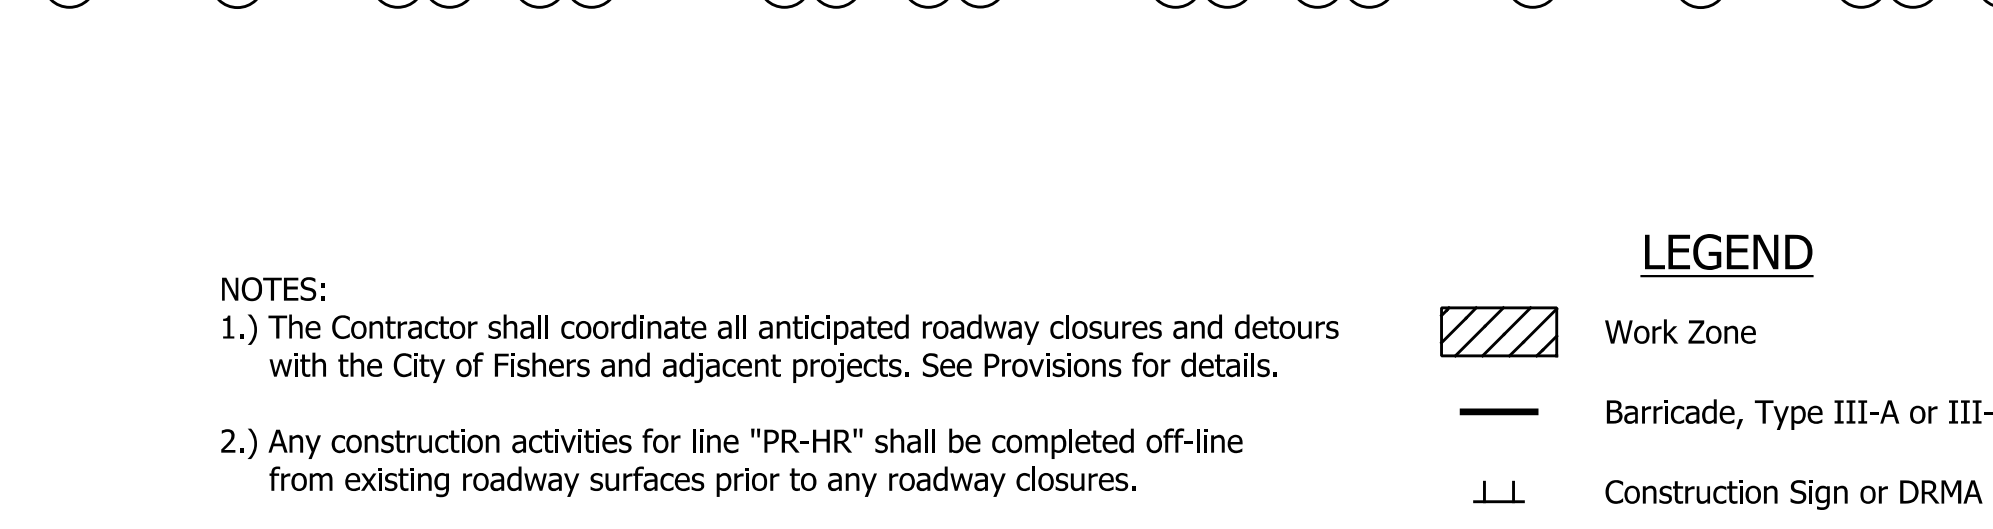 NOTES:
1.) The Contractor shall coordinate all anticipated roadway closures and detours
with the City of Fishers and adjacent projects. See Provisions for details.
2.) Any construction activities for line "PR-HR" shall be completed off-line
from existing roadway surfaces prior to any roadway closures.
LEGEND
Work Zone
Barricade, Type III-A or III-
Construction Sign or DRMA